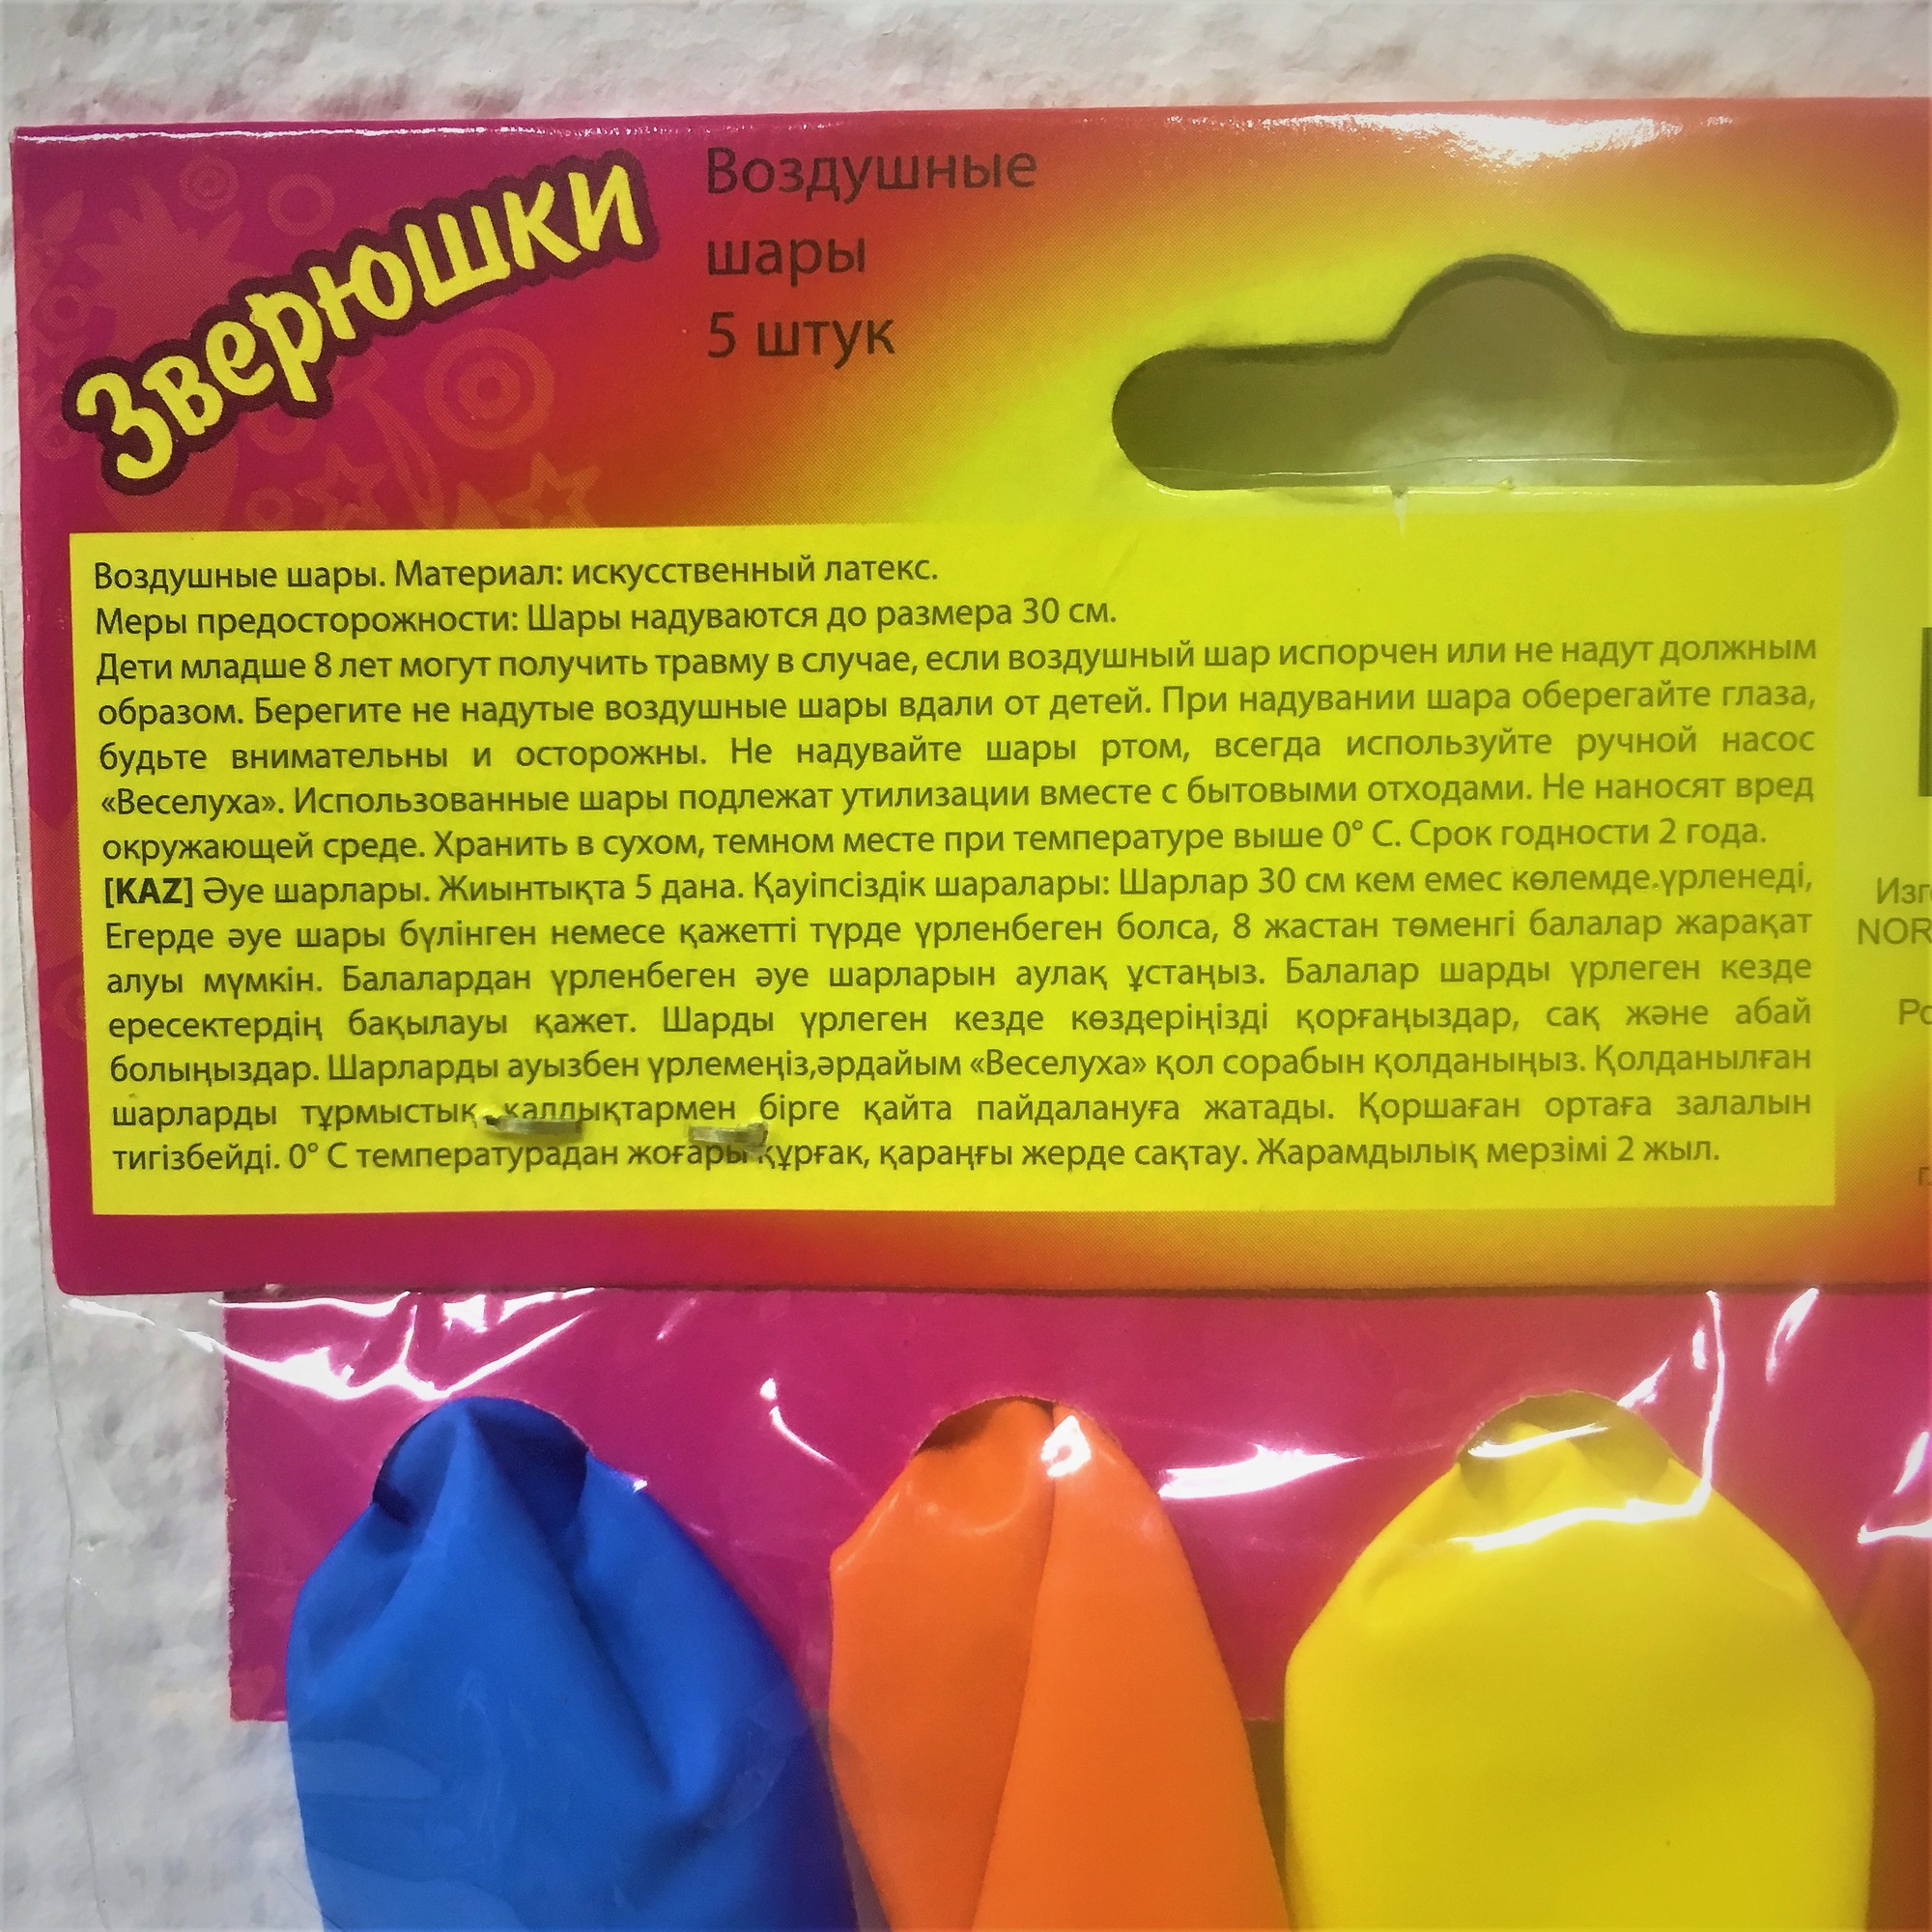 Зверюшки
Воздушные
шары
5 штук
Воздушные шары. Материал: искусственный латекс.
Меры предосторожности: Шары надуваются до размера 30 см.
Дети младше 8 лет могут получить травму в случае, если воздушный шар испорчен или не надут должным
образом. Берегите не надутые воздушные шары вдали от детей. При надувании шара оберегайте глаза,
будьте внимательны и осторожны. Не надувайте шары ртом, всегда используйте ручной насос
«Веселуха». Использованные шары подлежат утилизации вместе с бытовыми отходами. Не наносят вред
окружающей среде. Хранить в сухом, темном месте при температуре выше 0° С. Срок годности 2 года.
[KAZ] Әуе шарлары. Жиынтықта 5 дана. Қауіпсіздік шаралары: Шарлар 30 см кем емес көлемде үрленеді,
Егерде әуе шары бүлінген немесе қажетті түрде үрленбеген болса, 8 жастан төменгі балалар жарақат
алуы мүмкін. Балалардан үрленбеген әуе шарларын аулақ ұстаңыз. Балалар шарды үрлеген кезде
ересектердің бақылауы қажет. Шарды үрлеген кезде көздеріңізді қорғаңыздар, сақ және абай
болыңыздар. Шарларды ауызбен үрлемеңіз,әрдайым «Веселуха» қол сорабын қолданыңыз. Қолданылған
шарларды тұрмыстық қалдықтармен бірге қайта пайдалануға жатады. Қоршаған ортаға залалын
тигізбейді. 0° С температурадан жоғары құрғақ, қараңғы жерде сақтау. Жарамдылық мерзімі 2 жыл.
Изг
NOR
Ро
г.